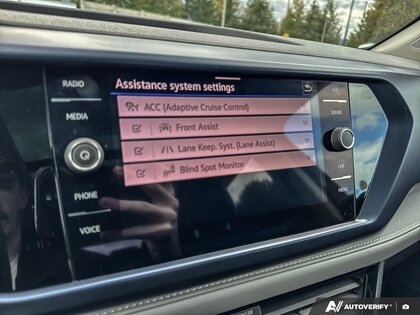 RADIO
MEDIA
PHONE
VOICE
Assistance system settings
ACC (Adaptive Cruise Control)
Front Assist
Lane Keep. Syst. (Lane Assist)
Blind Spot Monitor
SOUND
CAR
MENU
AUTOVERIFY